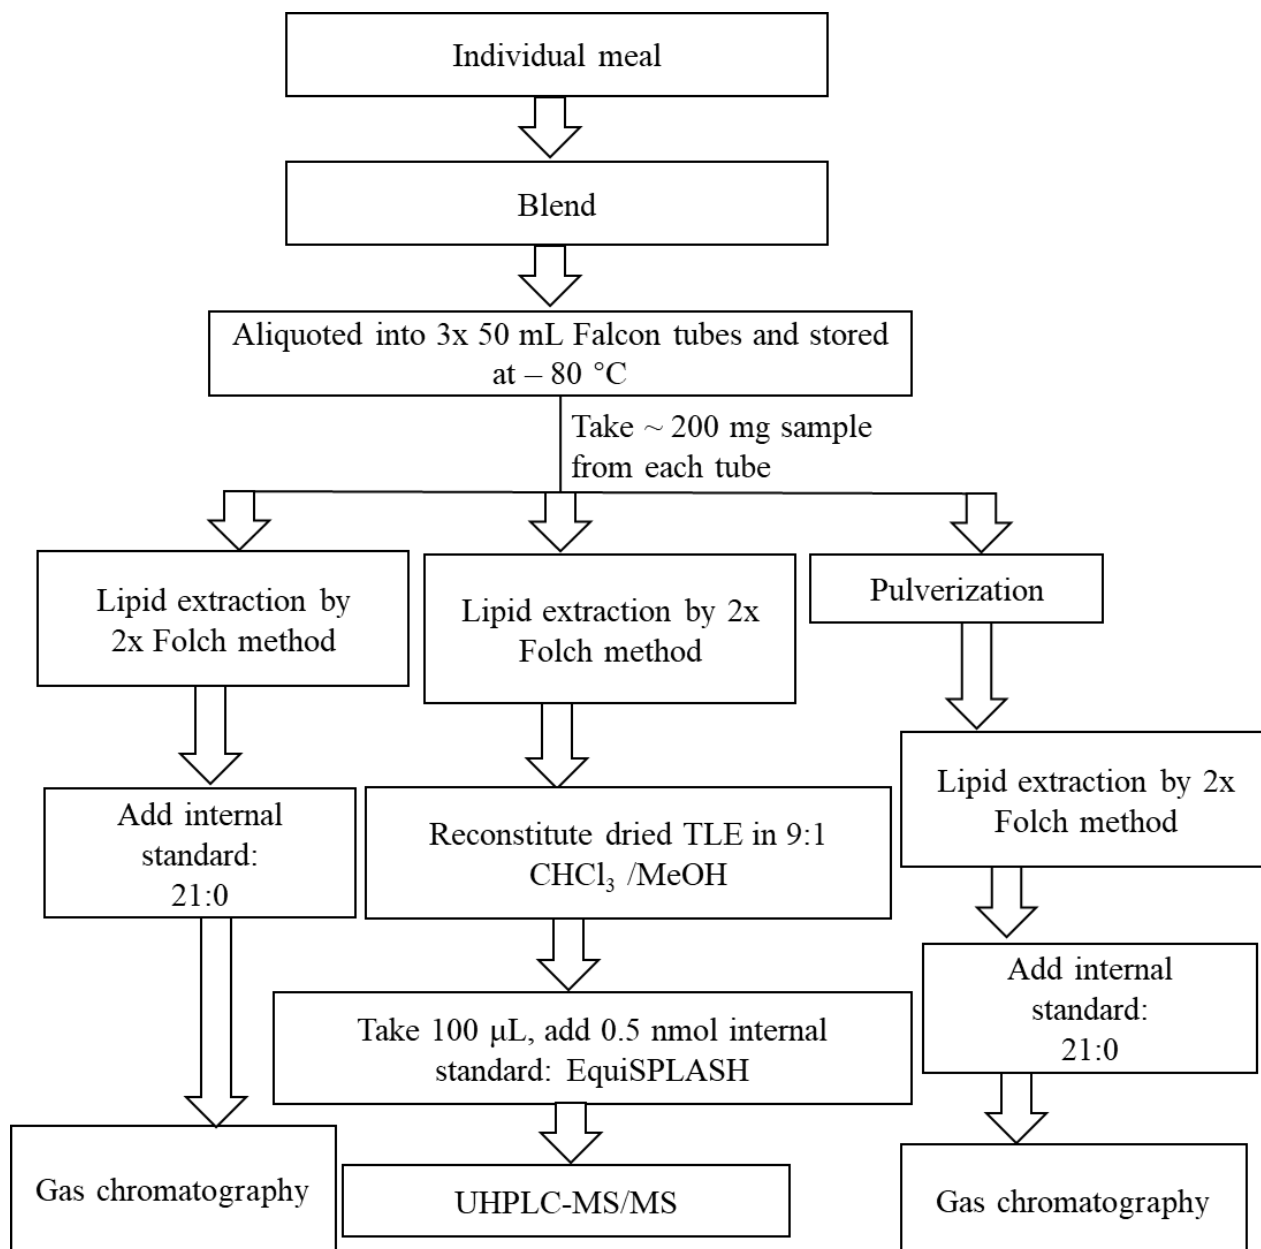 Individual meal
Blend
Aliquoted into 3x 50 mL Falcon tubes and stored
at – 80 °C
Take ~ 200 mg sample
from each tube
Lipid extraction by
2x Folch method
Lipid extraction by 2x
Folch method
Pulverization
Add internal
standard:
21:0
Reconstitute dried TLE in 9:1
CHCl₃ /MeOH
Lipid extraction by 2x
Folch method
Take 100 μL, add 0.5 nmol internal
standard: EquiSPLASH
Add internal
standard:
21:0
Gas chromatography
UHPLC-MS/MS
Gas chromatography